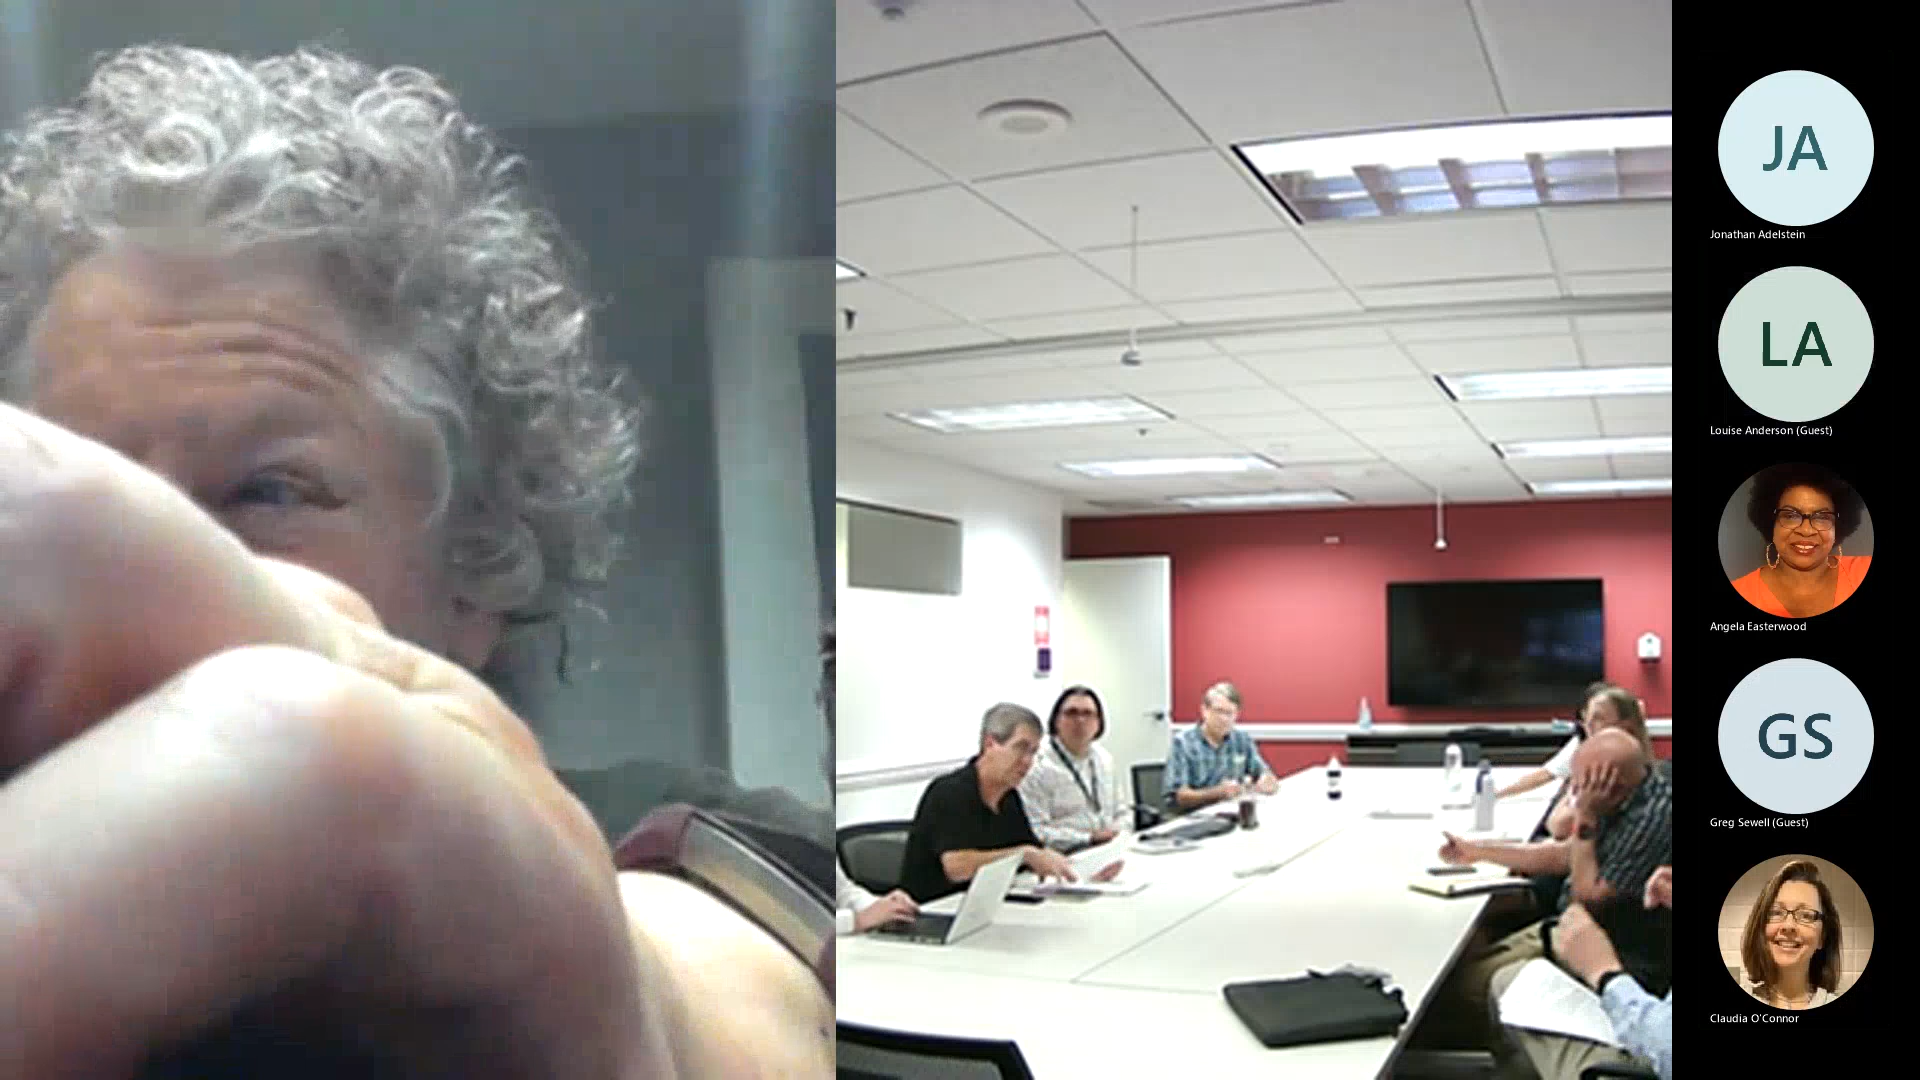 JA
Jonathan Adelstein
LA
Louise Anderson (Guest)
Angela Easterwood
GS
Greg Sewell (Guest)
Claudia O'Connor